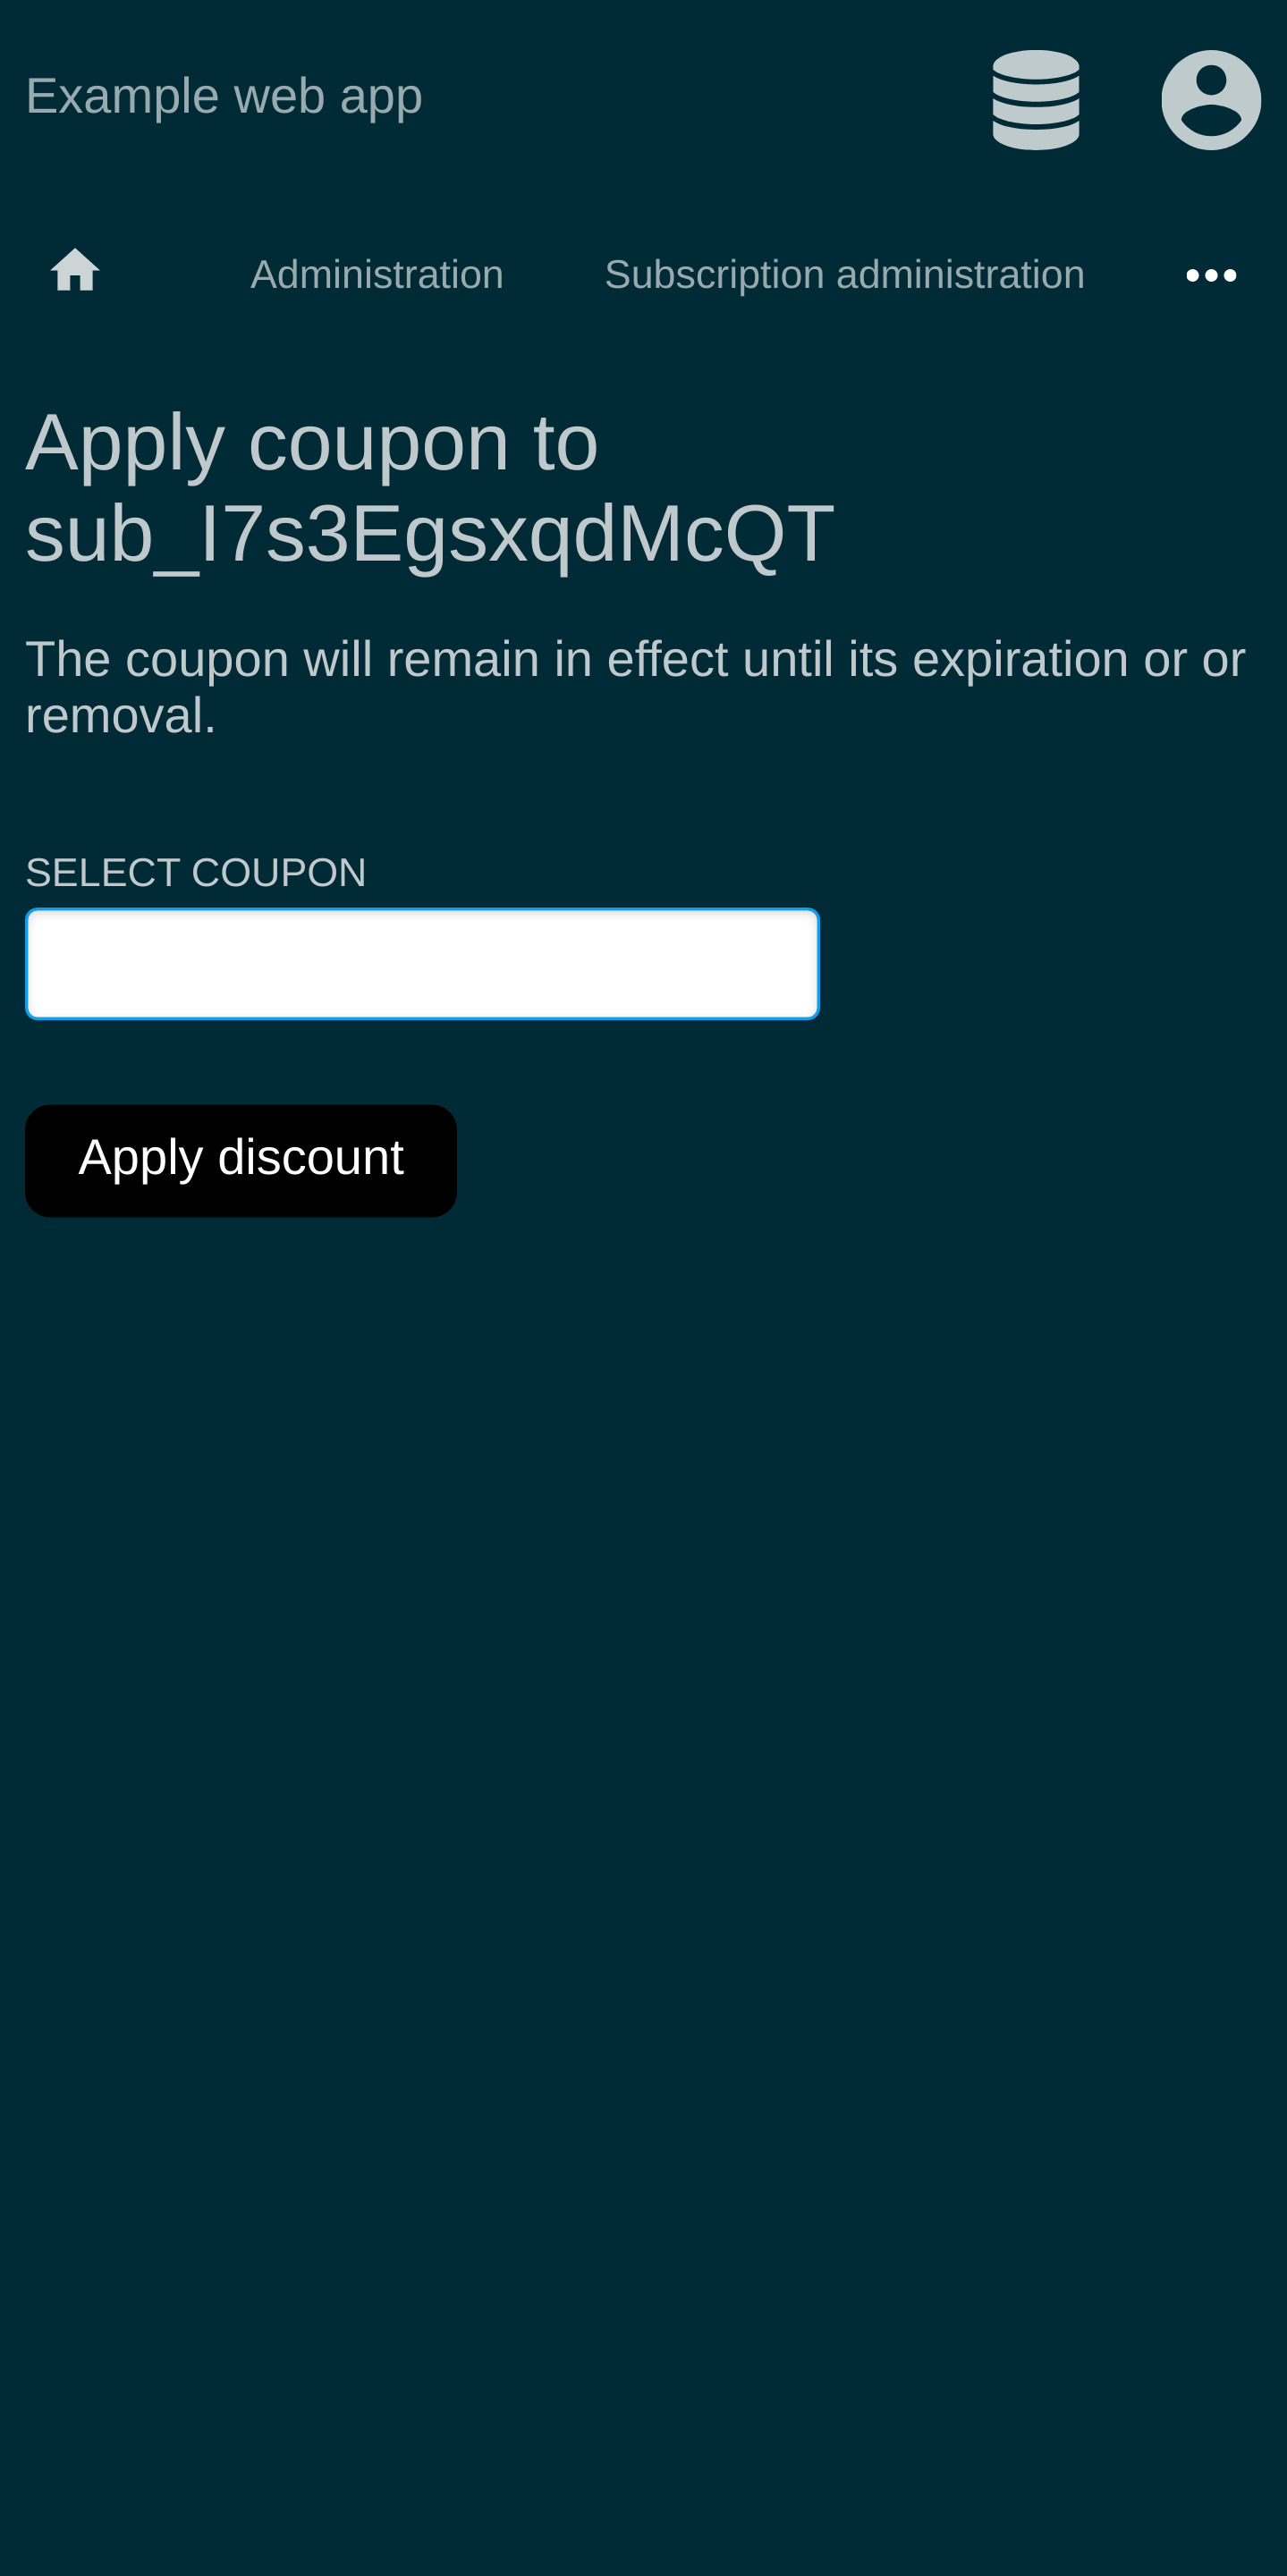 Example web app
Administration
Subscription administration
Apply coupon to
sub_I7s3EgsxqdMcQT
The coupon will remain in effect until its expiration or or
removal.
SELECT COUPON
Apply discount